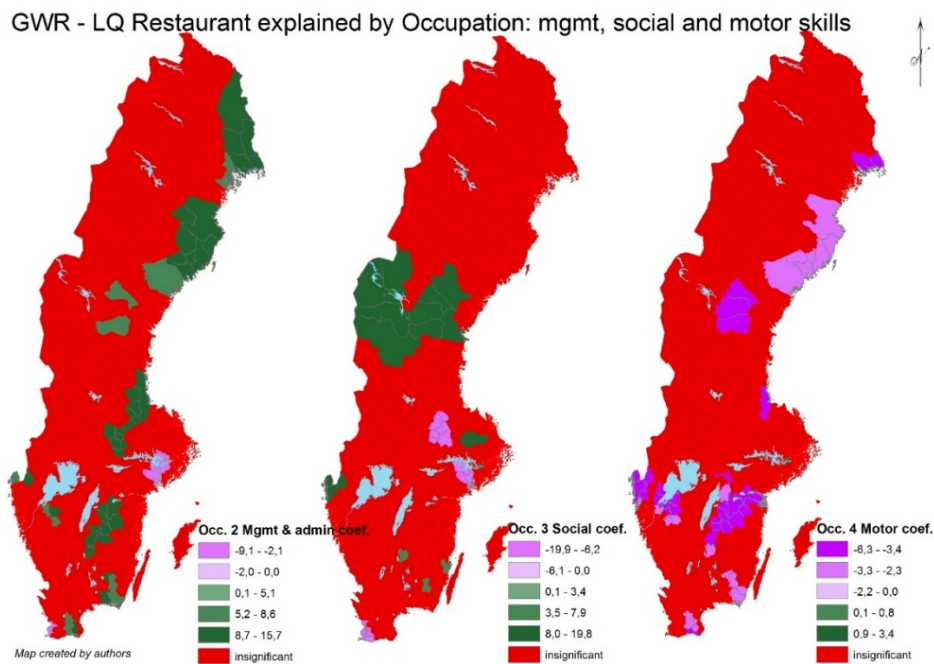 GWR - LQ Restaurant explained by Occupation: mgmt, social and motor skills
N
Occ. 2 Mgmt & admin coef.
-9,1 - -2,1
-2,0 - 0,0
0,1 - 5,1
5,2 - 8,6
8,7 - 15,7
insignificant
Occ. 3 Social coef.
-19,9 - -6,2
-6,1 - 0,0
0,1 - 3,4
3,5 - 7,9
8,0 - 19,8
insignificant
Occ. 4 Motor coef.
-6,3 - -3,4
-3,3 - -2,3
-2,2 - 0,0
0,1 - 0,8
0,9 - 3,4
insignificant
Map created by authors